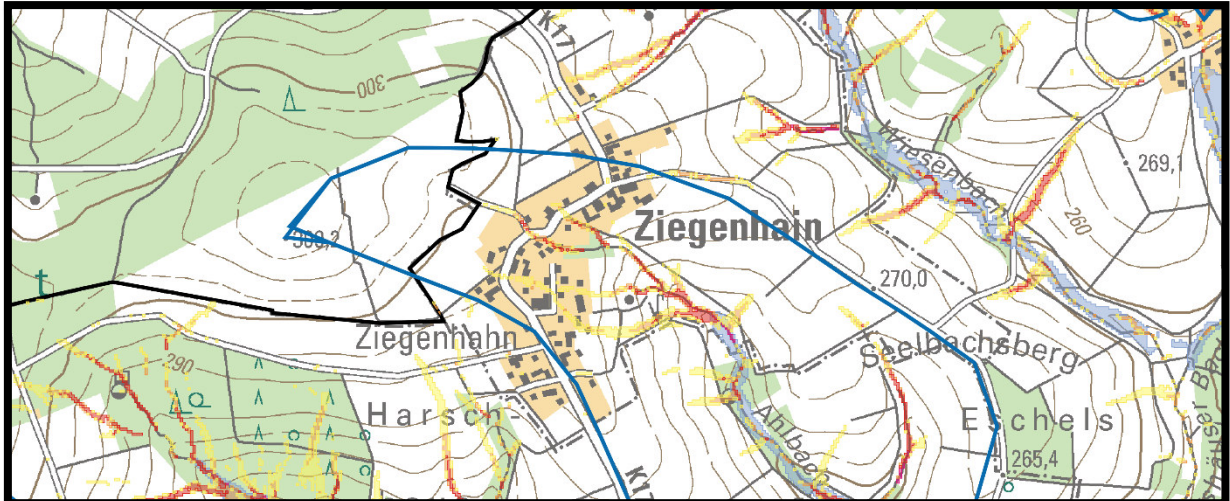 K17
300
Wiesenbach
269,1
260
Ziegenhain
300,2
270,0
t
Ziegenhahn
Seelbachsberg
290
g
Harsch-
Ahlbach
Eschels
265,4
K1